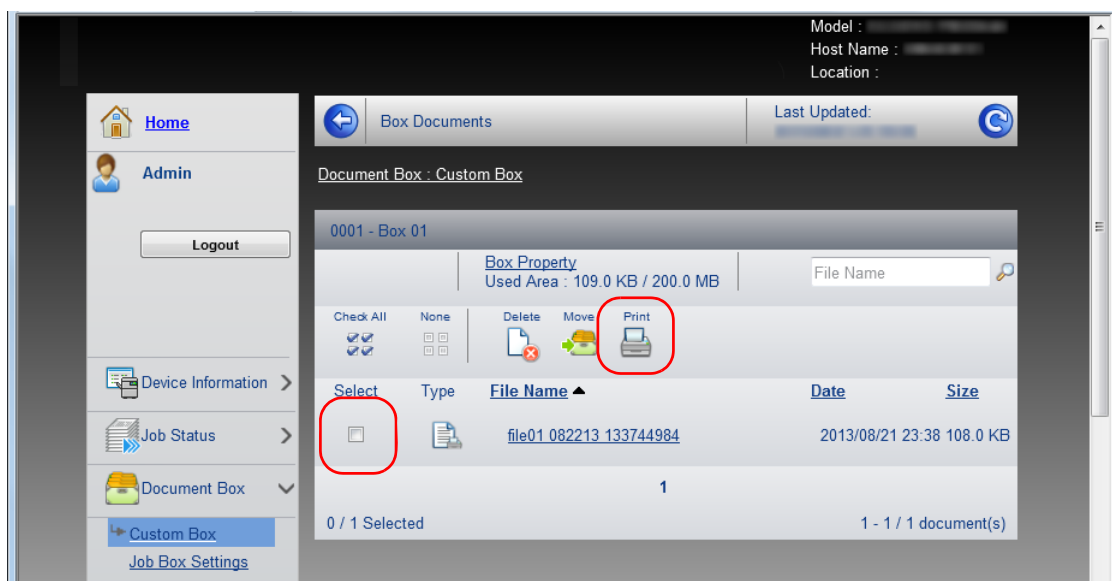 Model :
Host Name :
Location :
Home
Admin
Logout
Device Information
Job Status
Document Box
Custom Box
Job Box Settings
Box Documents
Last Updated:
Document Box : Custom Box
0001 - Box 01
Box Property
Used Area : 109.0 KB / 200.0 MB
File Name
Check All None Delete Move Print
Select Type File Name Date Size
file01 082213 133744984 2013/08/21 23:38 108.0 KB
1
0 / 1 Selected 1 - 1 / 1 document(s)